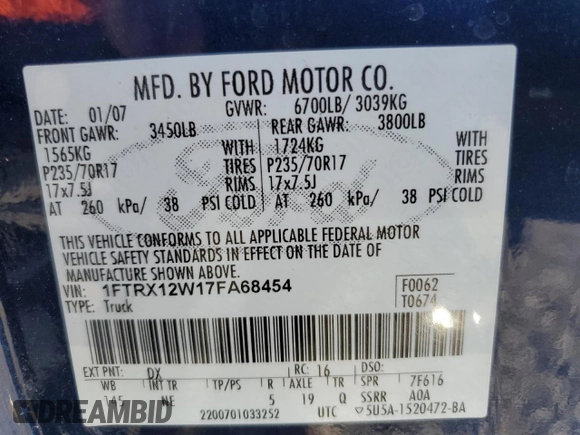 MFD. BY FORD MOTOR CO.
DATE: 01/07 GVWR: 6700LB/ 3039KG
FRONT GAWR: 3450LB REAR GAWR: 3800LB
1565KG WITH 1724KG WITH
P235/70R17 TIRES P235/70R17 TIRES
17x7.5J RIMS 17x7.5J RIMS
AT 260 kPa/ 38 PSI COLD AT 260 kPa/ 38 PSI COLD
Ford
THIS VEHICLE CONFORMS TO ALL APPLICABLE FEDERAL MOTOR
VEHICLE SAFETY STANDARDS IN EFFECT ON THE DATE OF
MANUFACTURE SHOWN ABOVE.
VIN: 1FTRX12W17FA68454 F0062
TYPE: Truck T0674
EXT PNT: DX RC: 16 DSO:
WB INT TR TP/PS R AXLE TR SPR 7F616
145 NE 5 19 Q SSRRR AOA
2200701033252 UTC 5U5A-1520472-BA
DREAMBID